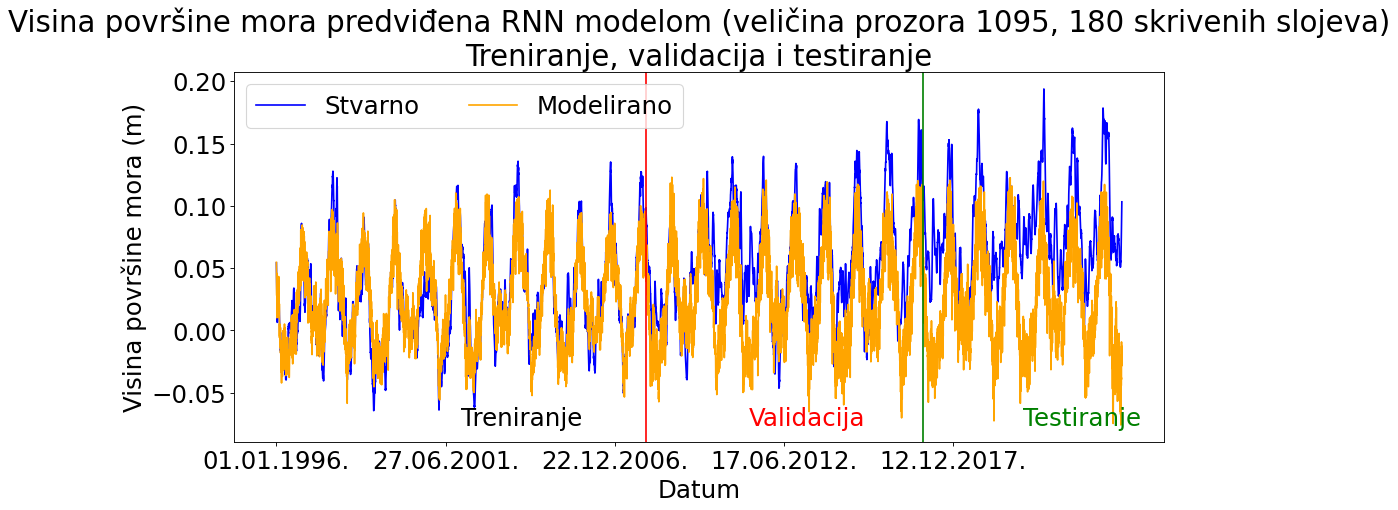 Visina površine mora predviđena RNN modelom (veličina prozora 1095, 180 skrivenih slojeva)
Treniranje, validacija i testiranje
Stvarno
Modelirano
Visina površine mora (m)
0.20
0.15
0.10
0.05
0.00
−0.05
Treniranje
Validacija
Testiranje
01.01.1996.
27.06.2001.
22.12.2006.
17.06.2012.
12.12.2017.
Datum